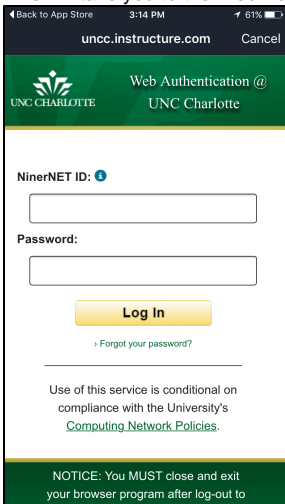 Back to App Store 3:14 PM 61%
uncc.instructure.com Cancel
UNC CHARLOTTE
Web Authentication @
UNC Charlotte
NinerNET ID:
Password:
Log In
› Forgot your password?
Use of this service is conditional on
compliance with the University's
Computing Network Policies.
NOTICE: You MUST close and exit
your browser program after log-out to